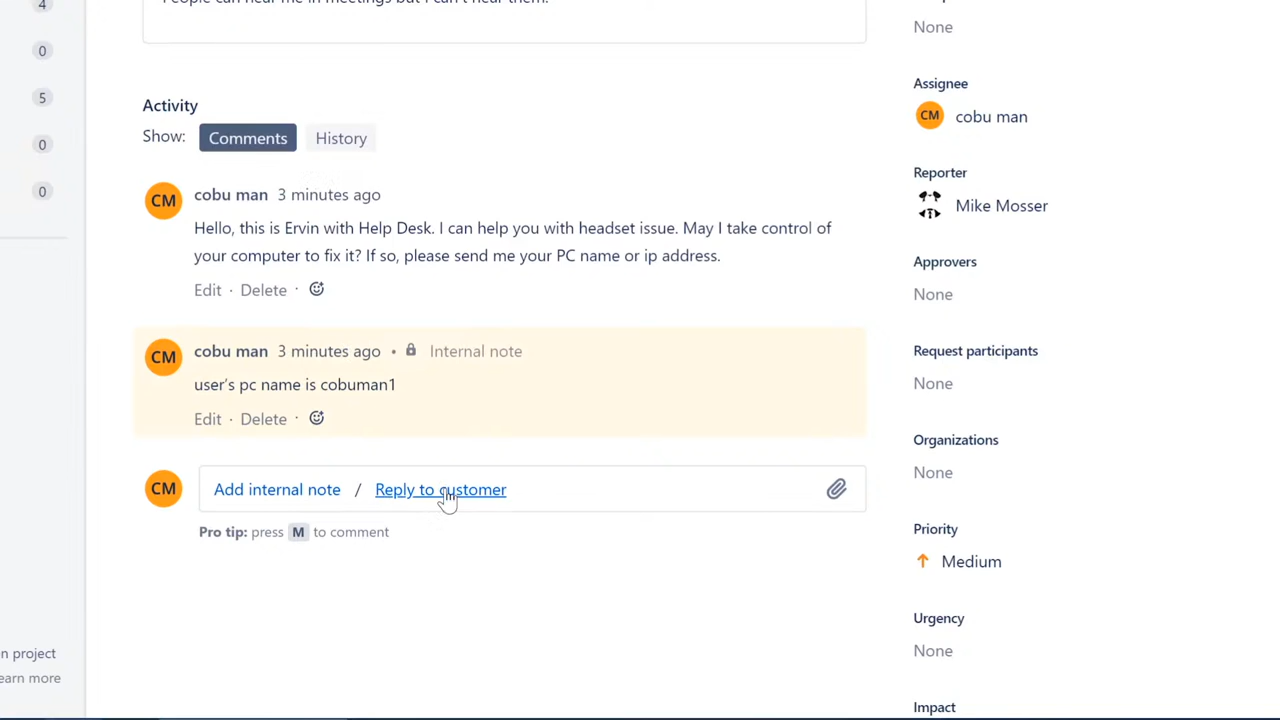 4
People can hear me in meetings but I can't hear them.
None
0
Assignee
5
Activity
CM cobu man
Show: Comments History
0
Reporter
0
CM cobu man 3 minutes ago
Mike Mosser
Hello, this is Ervin with Help Desk. I can help you with headset issue. May I take control of
your computer to fix it? If so, please send me your PC name or ip address.
Approvers
Edit · Delete ·
None
CM cobu man 3 minutes ago • Internal note
Request participants
user's pc name is cobuman1
None
Edit · Delete ·
Organizations
None
CM Add internal note / Reply to customer
Pro tip: press M to comment
Priority
Medium
Urgency
n project
None
earn more
Impact